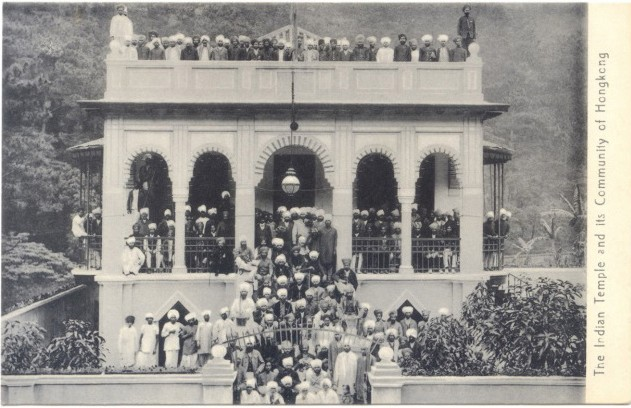 The Indian Temple and its Community of Hongkong